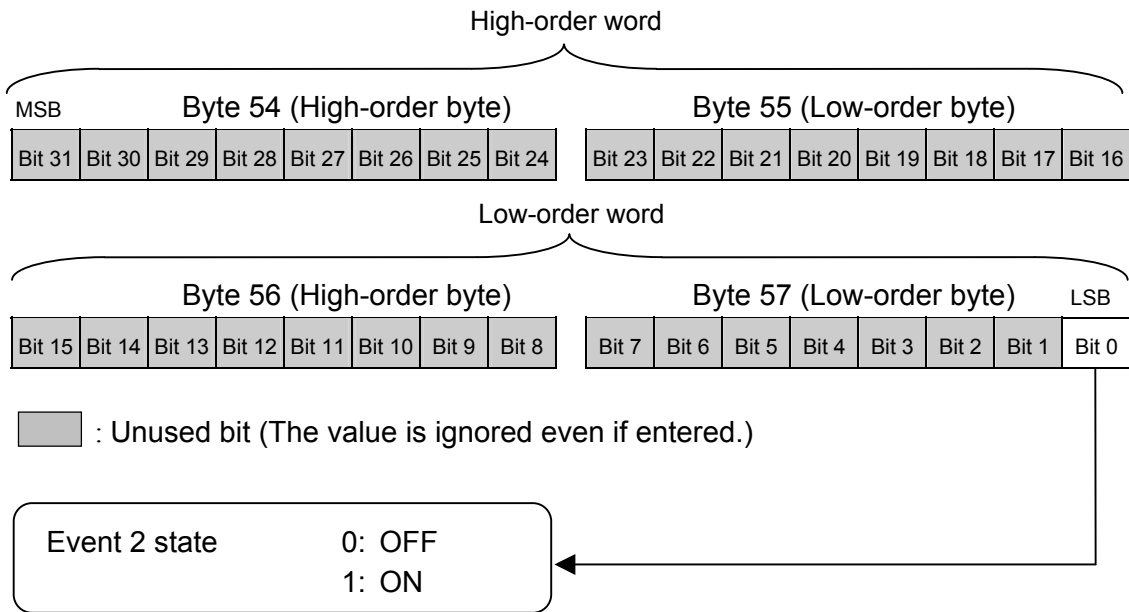 High-order word
MSB Byte 54 (High-order byte) Byte 55 (Low-order byte)
Bit 31 Bit 30 Bit 29 Bit 28 Bit 27 Bit 26 Bit 25 Bit 24 Bit 23 Bit 22 Bit 21 Bit 20 Bit 19 Bit 18 Bit 17 Bit 16
Low-order word
Byte 56 (High-order byte) Byte 57 (Low-order byte) LSB
Bit 15 Bit 14 Bit 13 Bit 12 Bit 11 Bit 10 Bit 9 Bit 8 Bit 7 Bit 6 Bit 5 Bit 4 Bit 3 Bit 2 Bit 1 Bit 0
: Unused bit (The value is ignored even if entered.)
Event 2 state 0: OFF
1: ON